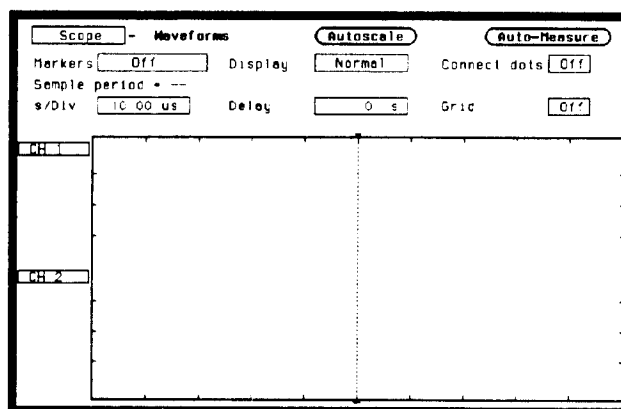 Scope - Waveforms Autoscale Auto-Measure
Markers Off Display Normal Connect dots Off
Sample period = --
s/Div 10.00 us Delay 0 s Grid Off
CH 1
CH 2